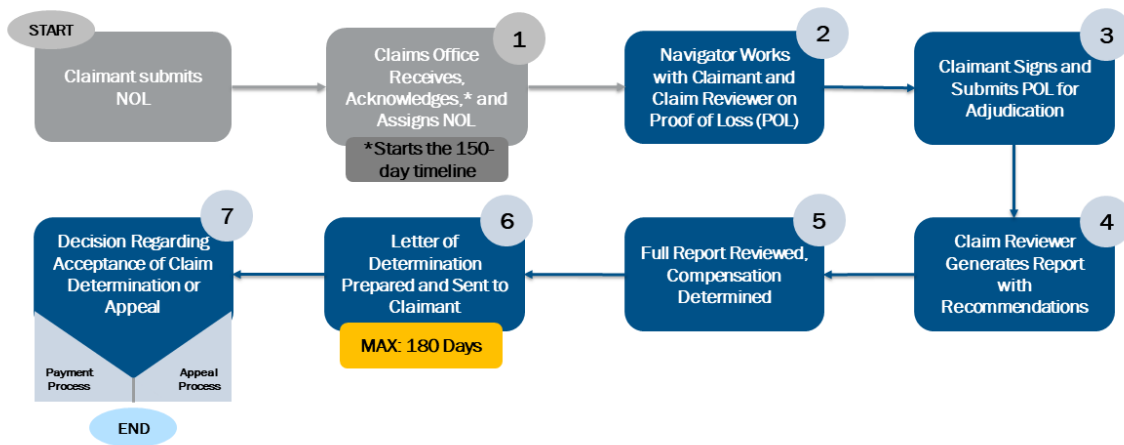 START
Claimant submits
NOL
1
Claims Office
Receives,
Acknowledges,* and
Assigns NOL
*Starts the 150-
day timeline
2
Navigator Works
with Claimant and
Claim Reviewer on
Proof of Loss (POL)
3
Claimant Signs and
Submits POL for
Adjudication
4
Claim Reviewer
Generates Report
with
Recommendations
5
Full Report Reviewed,
Compensation
Determined
6
Letter of
Determination
Prepared and Sent to
Claimant
MAX: 180 Days
7
Decision Regarding
Acceptance of Claim
Determination or
Appeal
Payment
Process
Appeal
Process
END